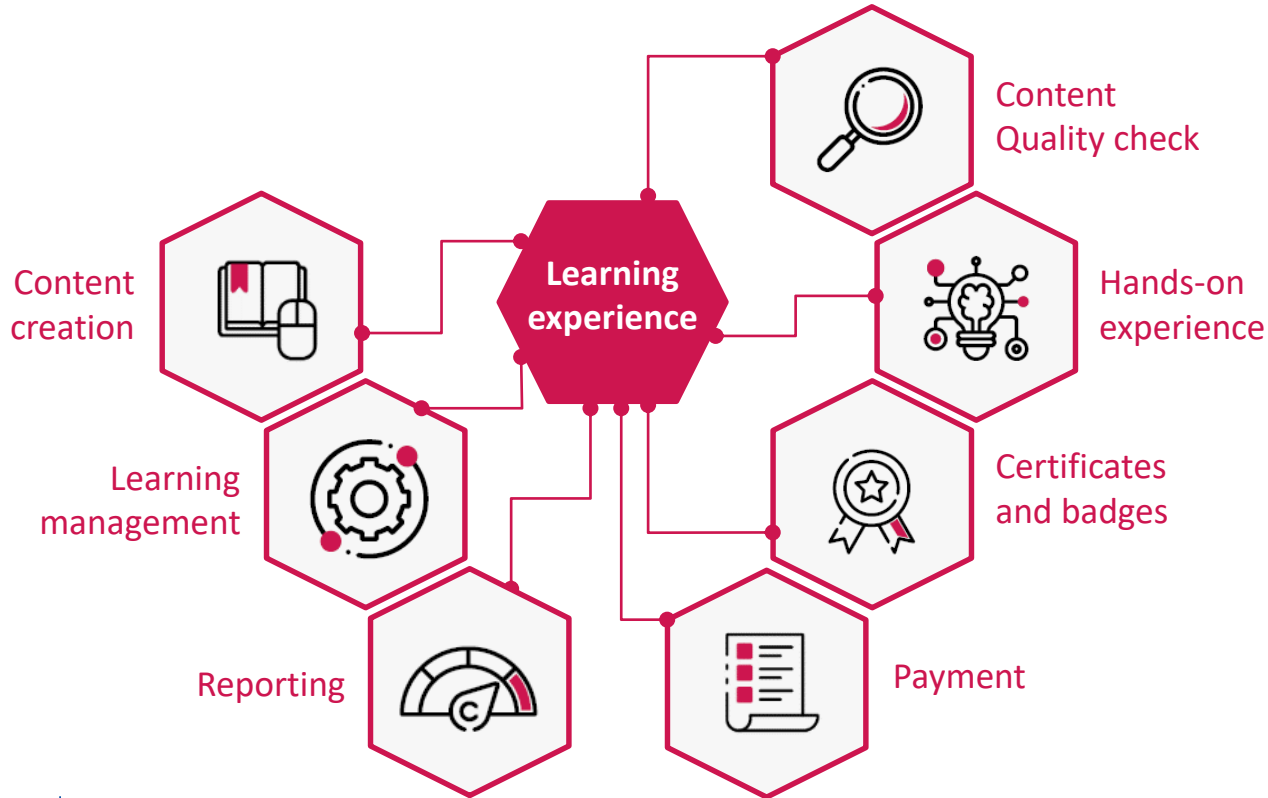 Content
Quality check
Learning
experience
Content
creation
Hands-on
experience
Learning
management
Certificates
and badges
Reporting
C
Payment